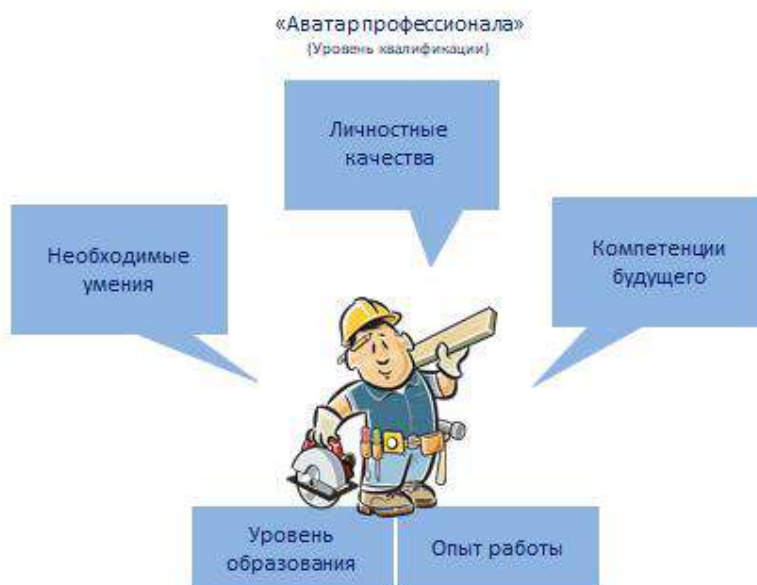 «Аватар профессионала»
(Уровень квалификации)
Личностные
качества
Необходимые
умения
Компетенции
будущего
Уровень
образования
Опыт работы